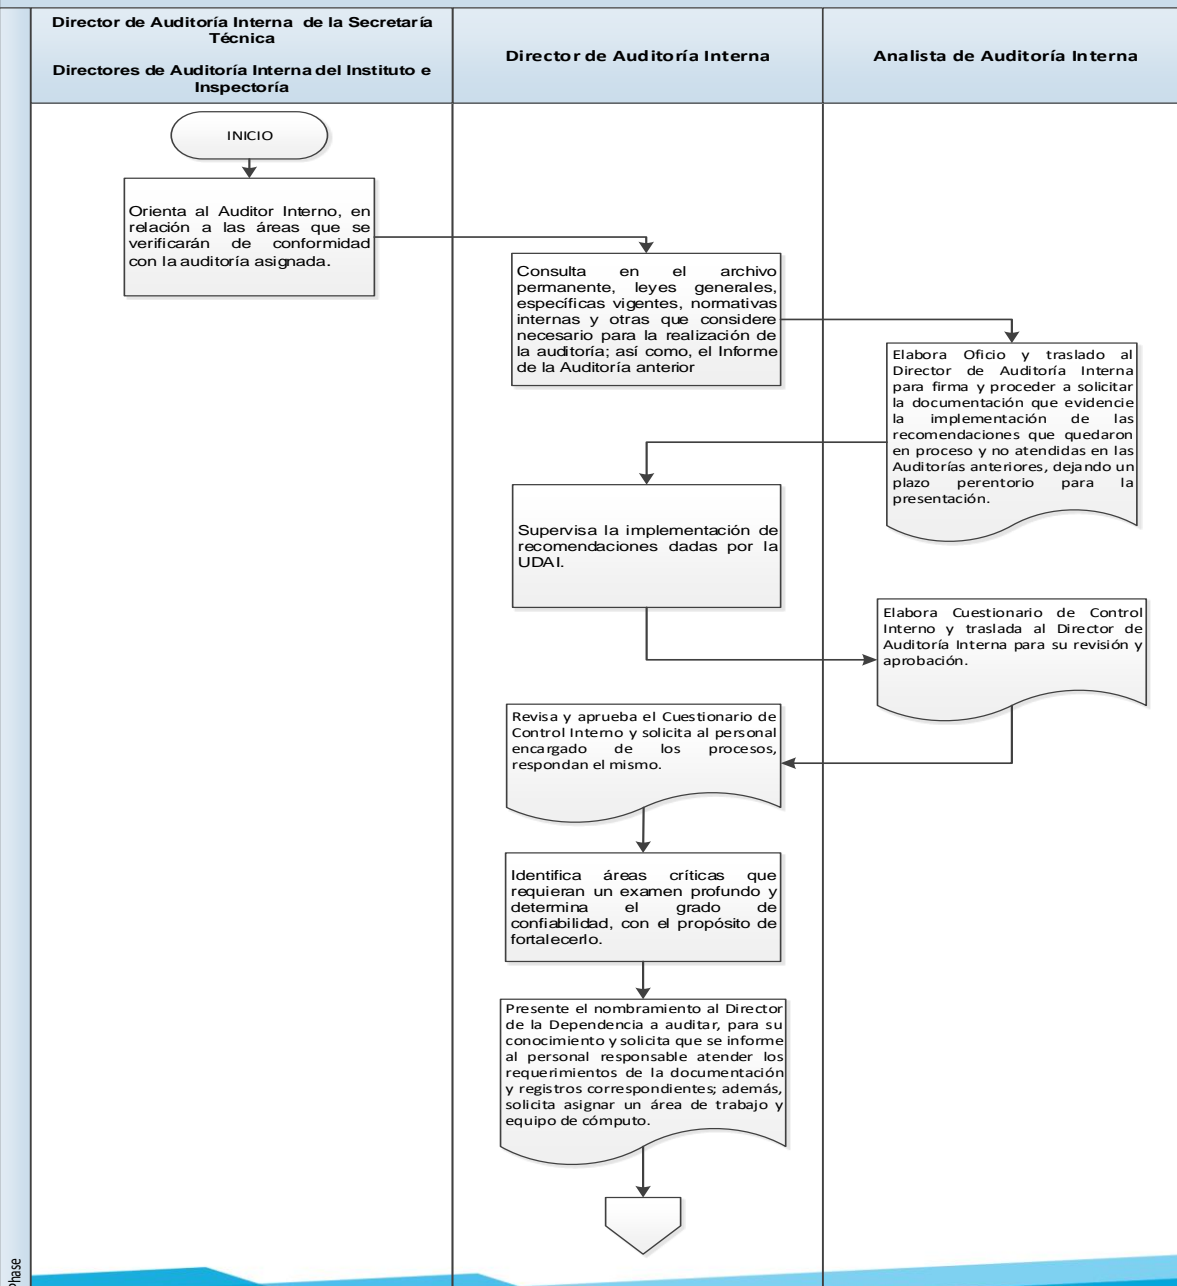 Director de Auditoría Interna de la Secretaría
Técnica
Directores de Auditoría Interna del Instituto e
Inspectoría
Director de Auditoría Interna
Analista de Auditoría Interna
INICIO
Orienta al Auditor Interno, en
relación a las áreas que se
verificarán de conformidad
con la auditoría asignada.
Consulta en el archivo
permanente, leyes generales,
específicas vigentes, normativas
internas y otras que considere
necesario para la realización de
la auditoría; así como, el Informe
de la Auditoría anterior
Elabora Oficio y traslado al
Director de Auditoría Interna
para firma y proceder a solicitar
la documentación que evidencie
la implementación de las
recomendaciones que quedaron
en proceso y no atendidas en las
Auditorías anteriores, dejando un
plazo perentorio para la
presentación.
Supervisa la implementación de
recomendaciones dadas por la
UDAI.
Elabora Cuestionario de Control
Interno y traslada al Director de
Auditoría Interna para su revisión y
aprobación.
Revisa y aprueba el Cuestionario de
Control Interno y solicita al personal
encargado de los procesos,
respondan el mismo.
Identifica áreas críticas que
requieran un examen profundo y
determina el grado de
confiabilidad, con el propósito de
fortalecerlo.
Presente el nombramiento al Director
de la Dependencia a auditar, para su
conocimiento y solicita que se informe
al personal responsable atender los
requerimientos de la documentación
y registros correspondientes; además,
solicita asignar un área de trabajo y
equipo de cómputo.
Phase